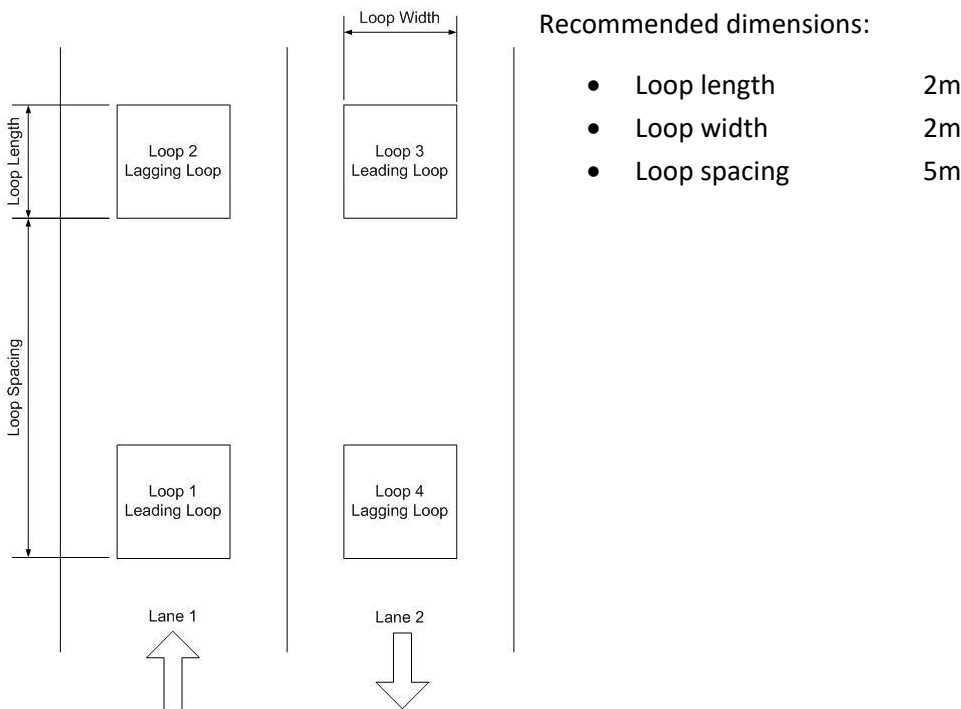 Loop Width
Recommended dimensions:
• Loop length 2m
• Loop width 2m
• Loop spacing 5m
Loop Length
Loop 2
Lagging Loop
Loop 3
Leading Loop
Loop Spacing
Loop 1
Leading Loop
Loop 4
Lagging Loop
Lane 1
Lane 2